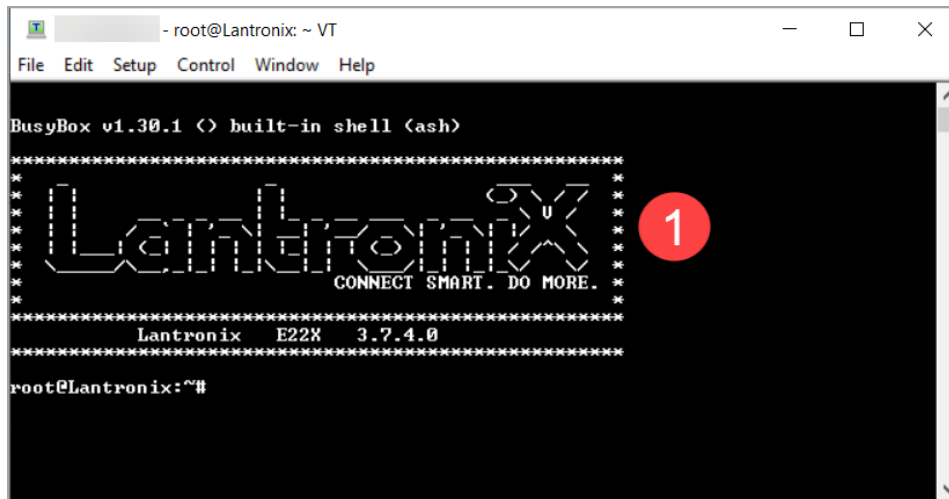 - root@Lantronix: ~ VT
File Edit Setup Control Window Help
BusyBox v1.30.1 () built-in shell (ash)
LantroniX
1
CONNECT SMART. DO MORE.
Lantronix E22X 3.7.4.0
root@Lantronix:~#